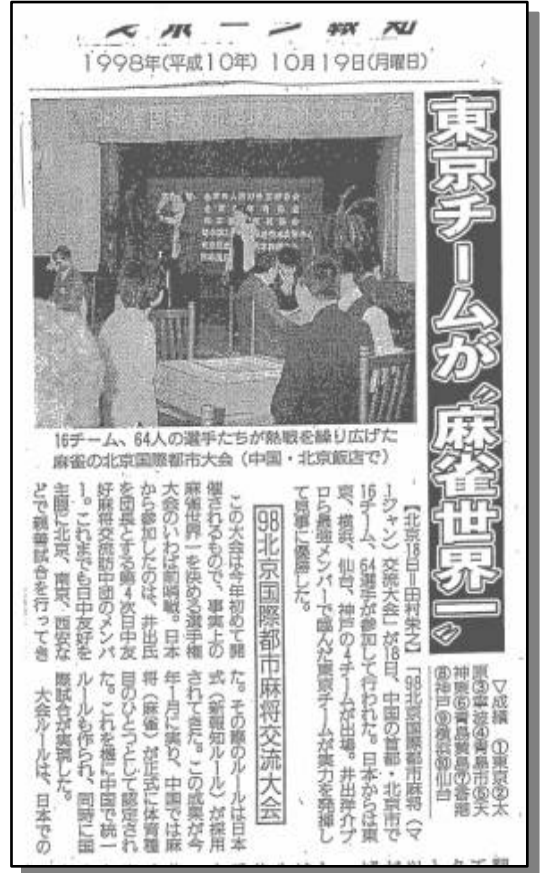 スポーツ報知
1998年(平成10年) 10月19日(月曜日)
東京チームが〝麻雀世界一〟
16チーム、64人の選手たちが熱戦を繰り広げた
麻雀の北京国際都市大会（中国・北京飯店で）
▽成績 ①東京②太
原③寧波④青島市⑤天
⑥青島黄島⑦香港
⑧神戸⑨横浜⑩仙台
【北京18日＝田村栄之】「98北京国際都市麻将（マ
ージャン）交流大会」が18日、中国の首都・北京市で
16チーム、64選手が参加して行われた。日本からは東
京、横浜、仙台、神戸の4チームが出場。井出洋介プ
ロら最強メンバーで臨んだ東京チームが実力を発揮し
て見事に優勝した。
98北京国際都市麻将交流大会
この大会は今年初めて開
催されるもので、事実上の
麻雀世界一を決める選手権
大会のいわば前哨戦。日本
から参加したのは、井出氏
を団長とする第4次日中友
好麻将交流訪中団のメンバ
ー。これまでも日中友好を
主眼に北京、南京、西安な
どで親善試合を行ってき
た。その際のルールは日本
式（新報知ルール）が採用
されてきた。この成果が今
年1月に実り、中国では麻
将（麻雀）が正式に体育種
目のひとつとして認定され
た。これを機に中国で統一
ルールも作られ、同時に国
際試合が実現した。
大会ルールは、日本での